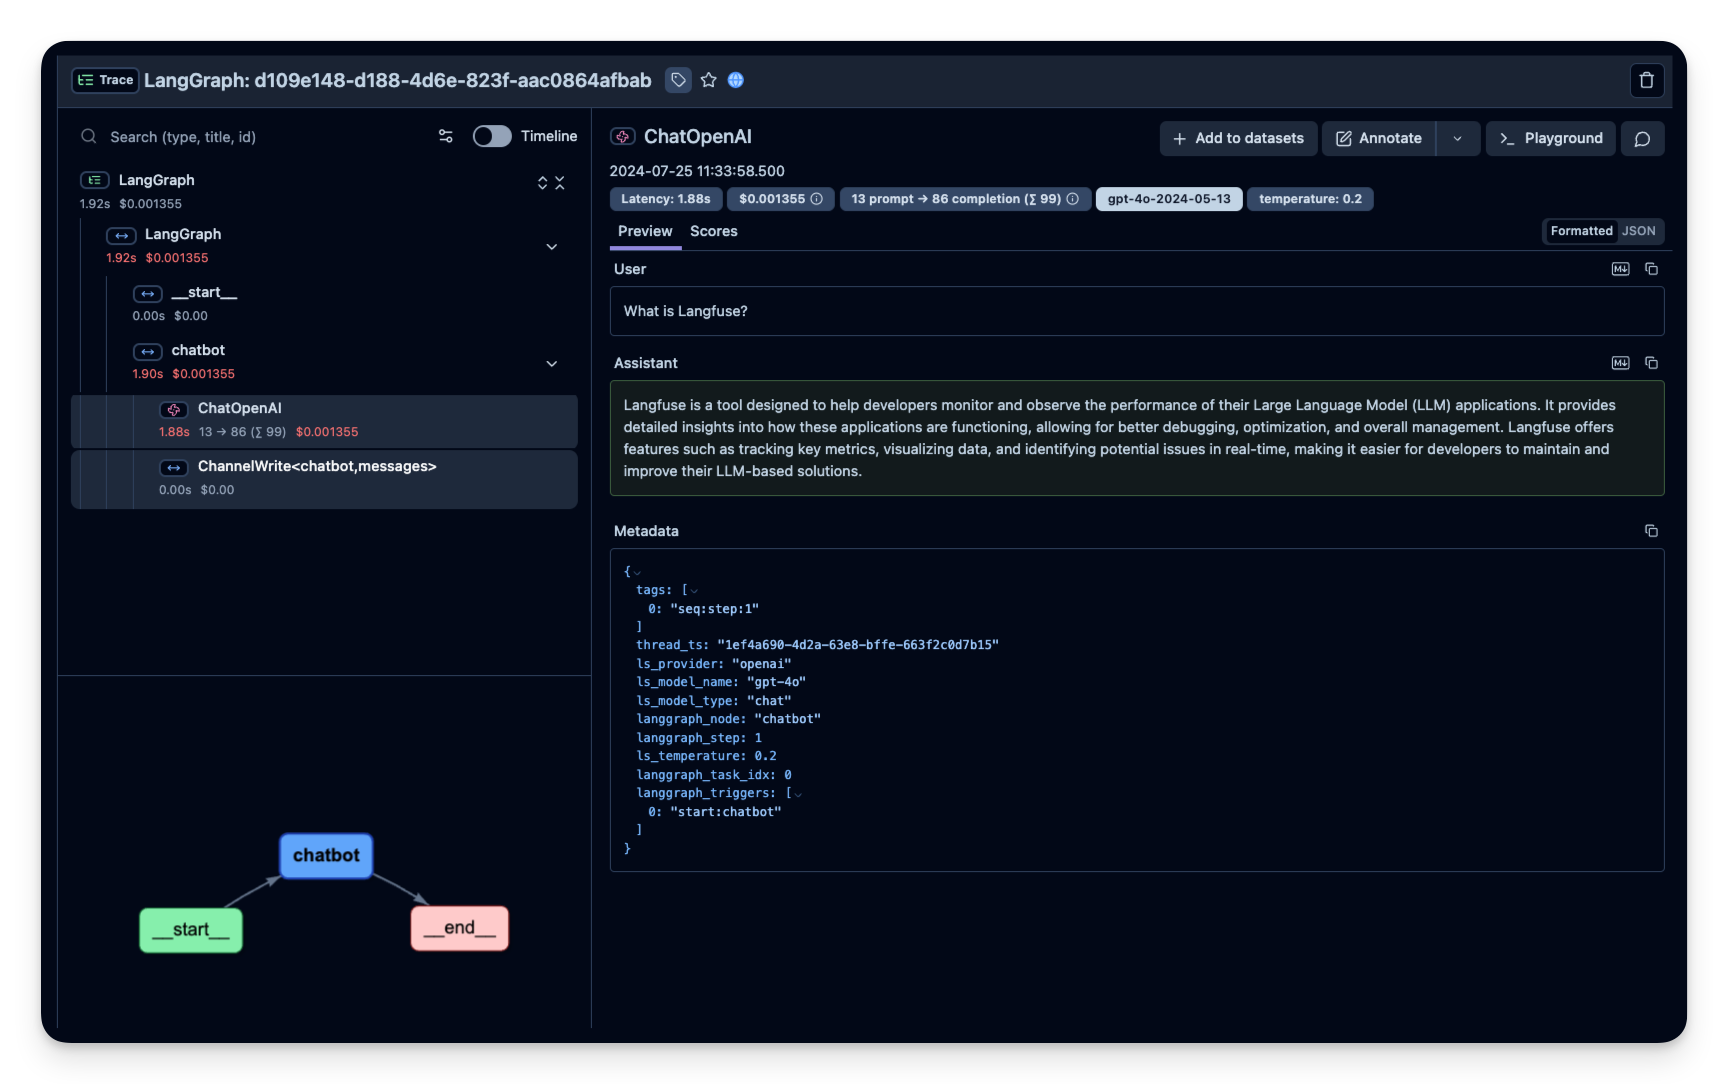 Trace LangGraph: d109e148-d188-4d6e-823f-aac0864afbab
Search (type, title, id)
Timeline
LangGraph
1.92s $0.001355
LangGraph
1.92s $0.001355
__start__
0.00s $0.00
chatbot
1.90s $0.001355
ChatOpenAI
1.88s 13 → 86 (∑ 99) $0.001355
ChannelWrite<chatbot,messages>
0.00s $0.00
chatbot
__start__
__end__
ChatOpenAI
+ Add to datasets
Annotate
Playground
2024-07-25 11:33:58.500
Latency: 1.88s
$0.001355
13 prompt → 86 completion (∑ 99)
gpt-4o-2024-05-13
temperature: 0.2
Preview Scores
Formatted JSON
User
What is Langfuse?
Assistant
Langfuse is a tool designed to help developers monitor and observe the performance of their Large Language Model (LLM) applications. It provides
detailed insights into how these applications are functioning, allowing for better debugging, optimization, and overall management. Langfuse offers
features such as tracking key metrics, visualizing data, and identifying potential issues in real-time, making it easier for developers to maintain and
improve their LLM-based solutions.
Metadata
{
tags: [
0: "seq:step:1"
]
thread_ts: "1ef4a690-4d2a-63e8-bffe-663f2c0d7b15"
ls_provider: "openai"
ls_model_name: "gpt-4o"
ls_model_type: "chat"
langgraph_node: "chatbot"
langgraph_step: 1
ls_temperature: 0.2
langgraph_task_idx: 0
langgraph_triggers: [
0: "start:chatbot"
]
}